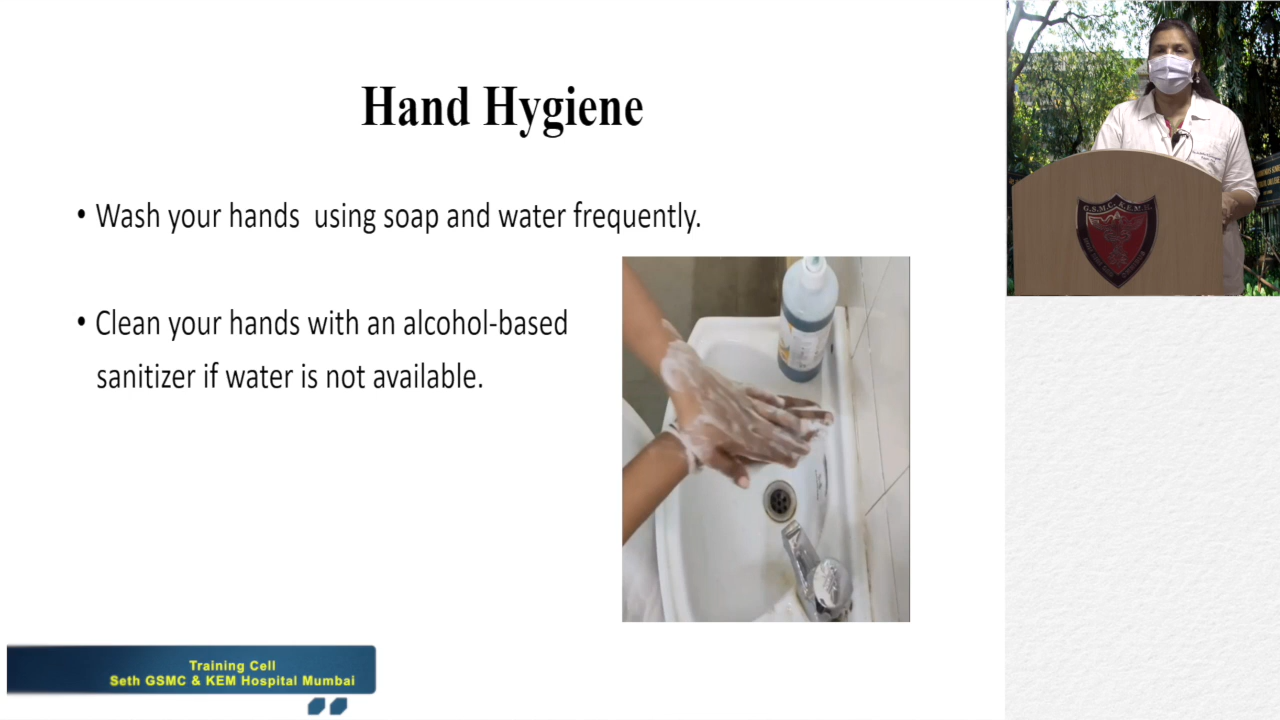 Hand Hygiene
• Wash your hands  using soap and water frequently.
• Clean your hands with an alcohol-based
sanitizer if water is not available.
G.S.M.C. K.E.M.H.
Training Cell
Seth GSMC & KEM Hospital Mumbai